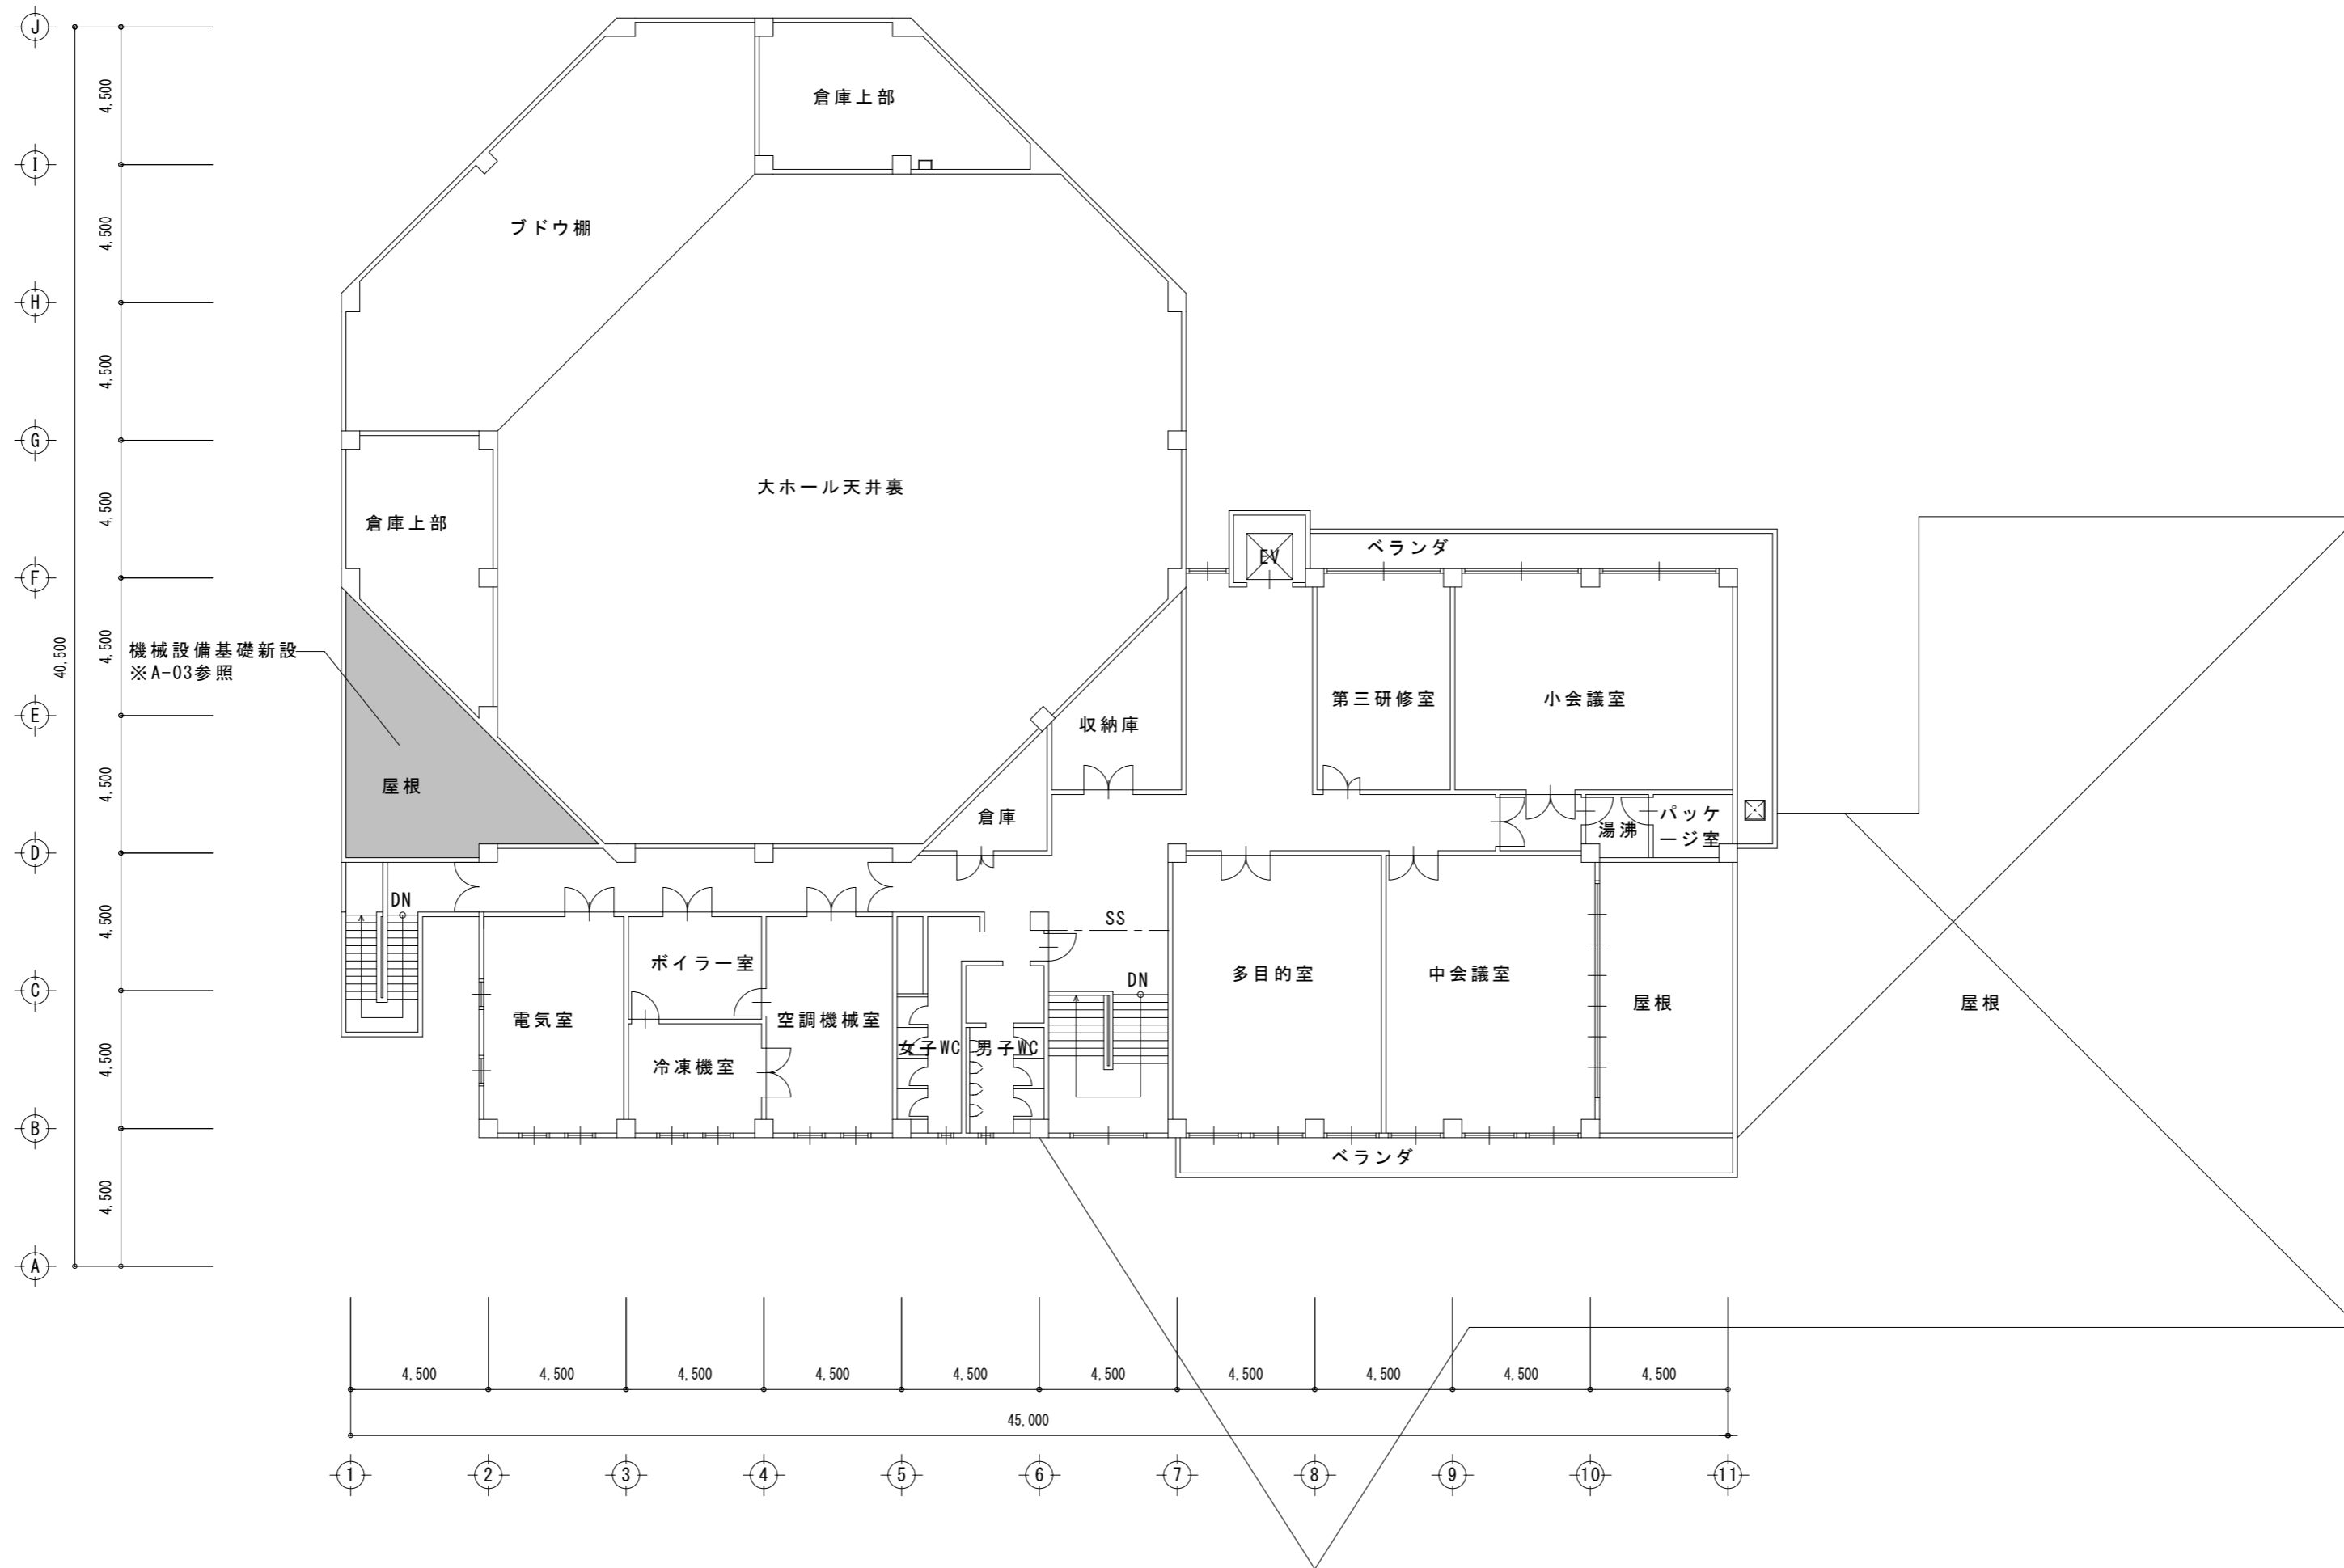 J
4,500
倉庫上部
I
ブドウ棚
4,500
H
4,500
G
大ホール天井裏
4,500
倉庫上部
ベランダ
EV
F
機械設備基礎新設
※A-03参照
40,500
4,500
第三研修室
小会議室
E
収納庫
屋根
4,500
倉庫
パッケ
ージ室
湯沸
D
DN
SS
4,500
ボイラー室
多目的室
中会議室
DN
C
屋根
屋根
電気室
空調機械室
女子WC
男子WC
4,500
冷凍機室
B
ベランダ
4,500
A
4,500
4,500
4,500
4,500
4,500
4,500
4,500
4,500
4,500
4,500
45,000
1
2
3
4
5
6
7
8
9
10
11